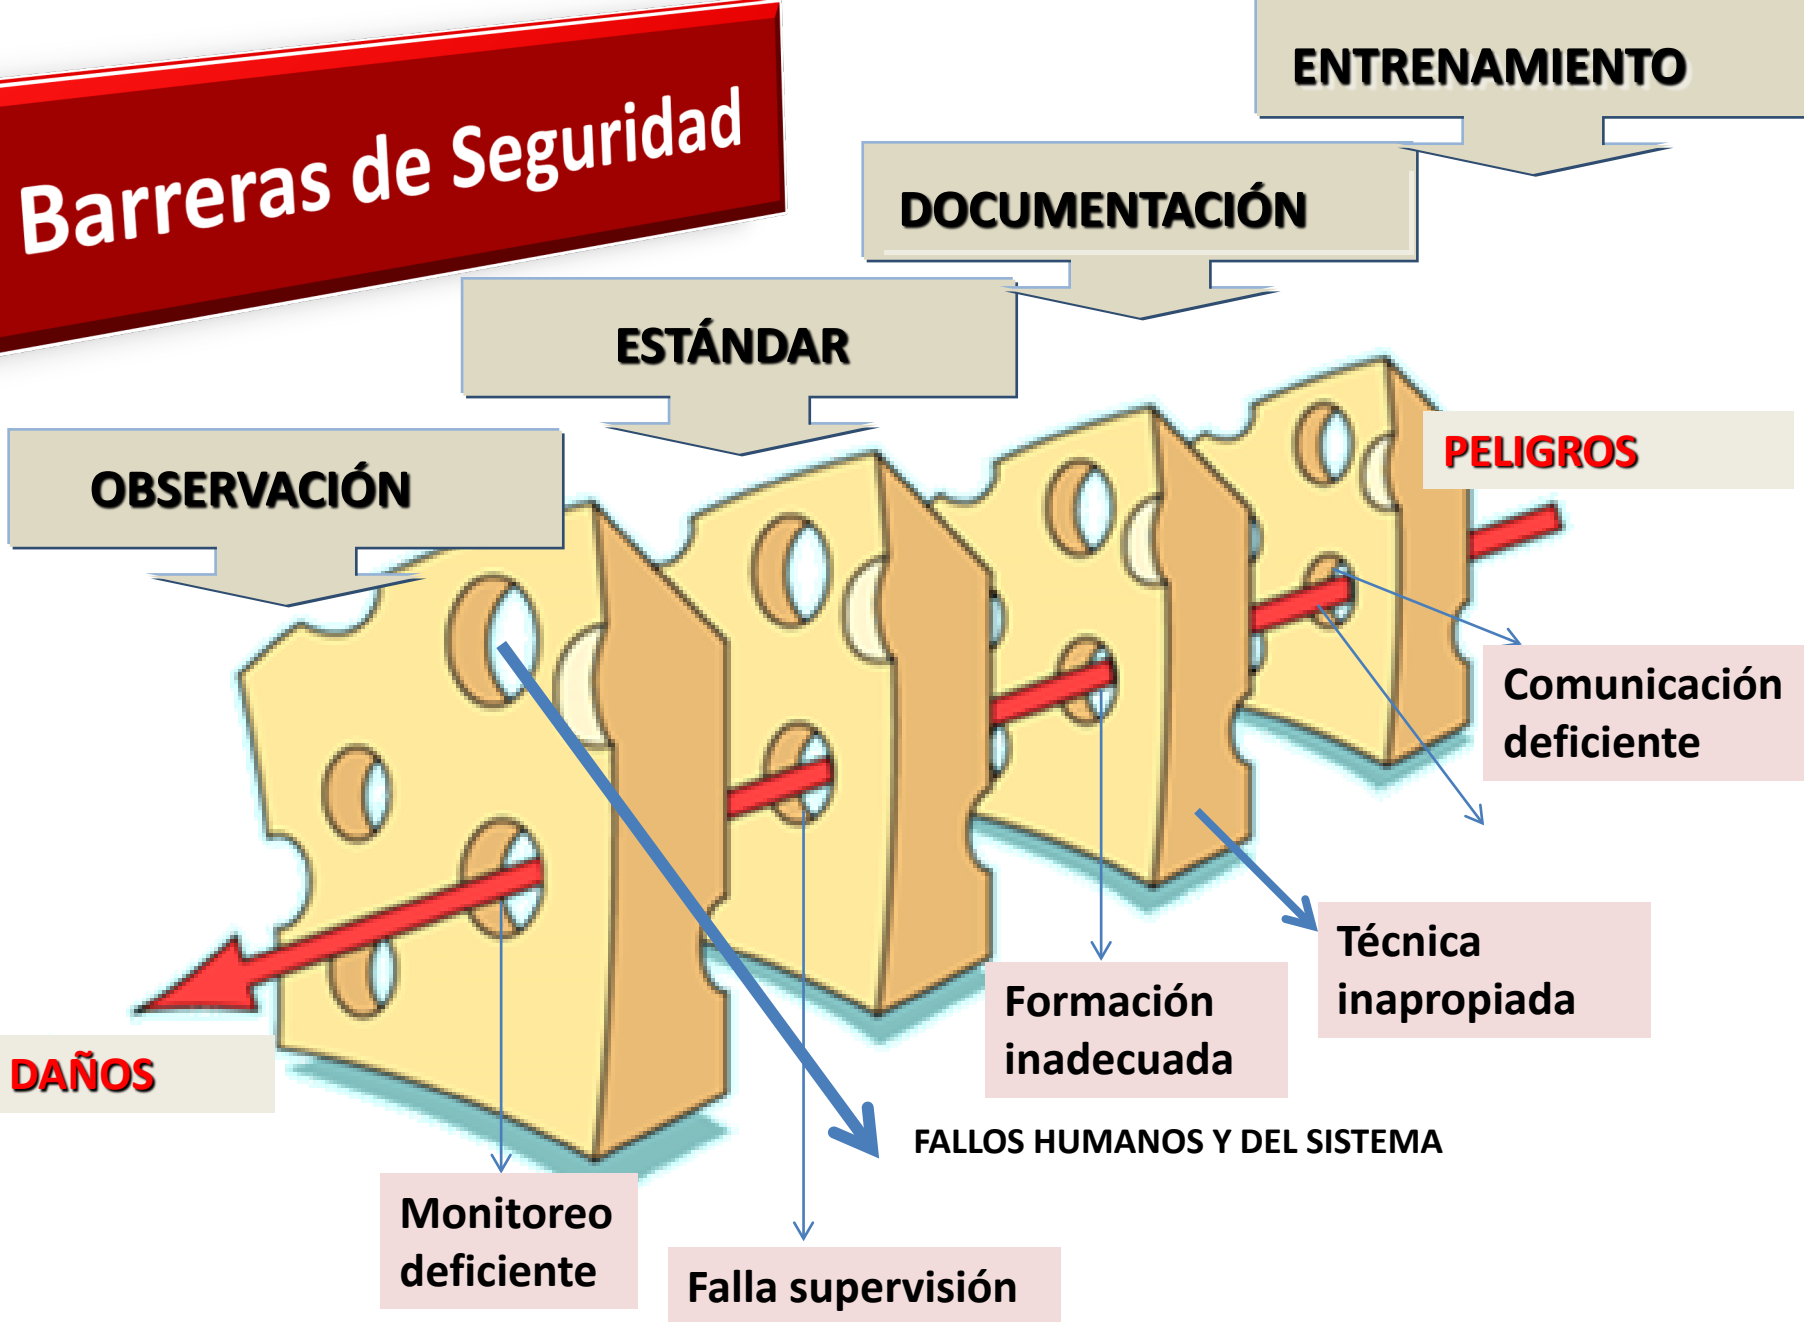 Barreras de Seguridad
ENTRENAMIENTO
DOCUMENTACIÓN
ESTÁNDAR
OBSERVACIÓN
PELIGROS
Comunicación
deficiente
Técnica
inapropiada
Formación
inadecuada
DAÑOS
FALLOS HUMANOS Y DEL SISTEMA
Monitoreo
deficiente
Falla supervisión